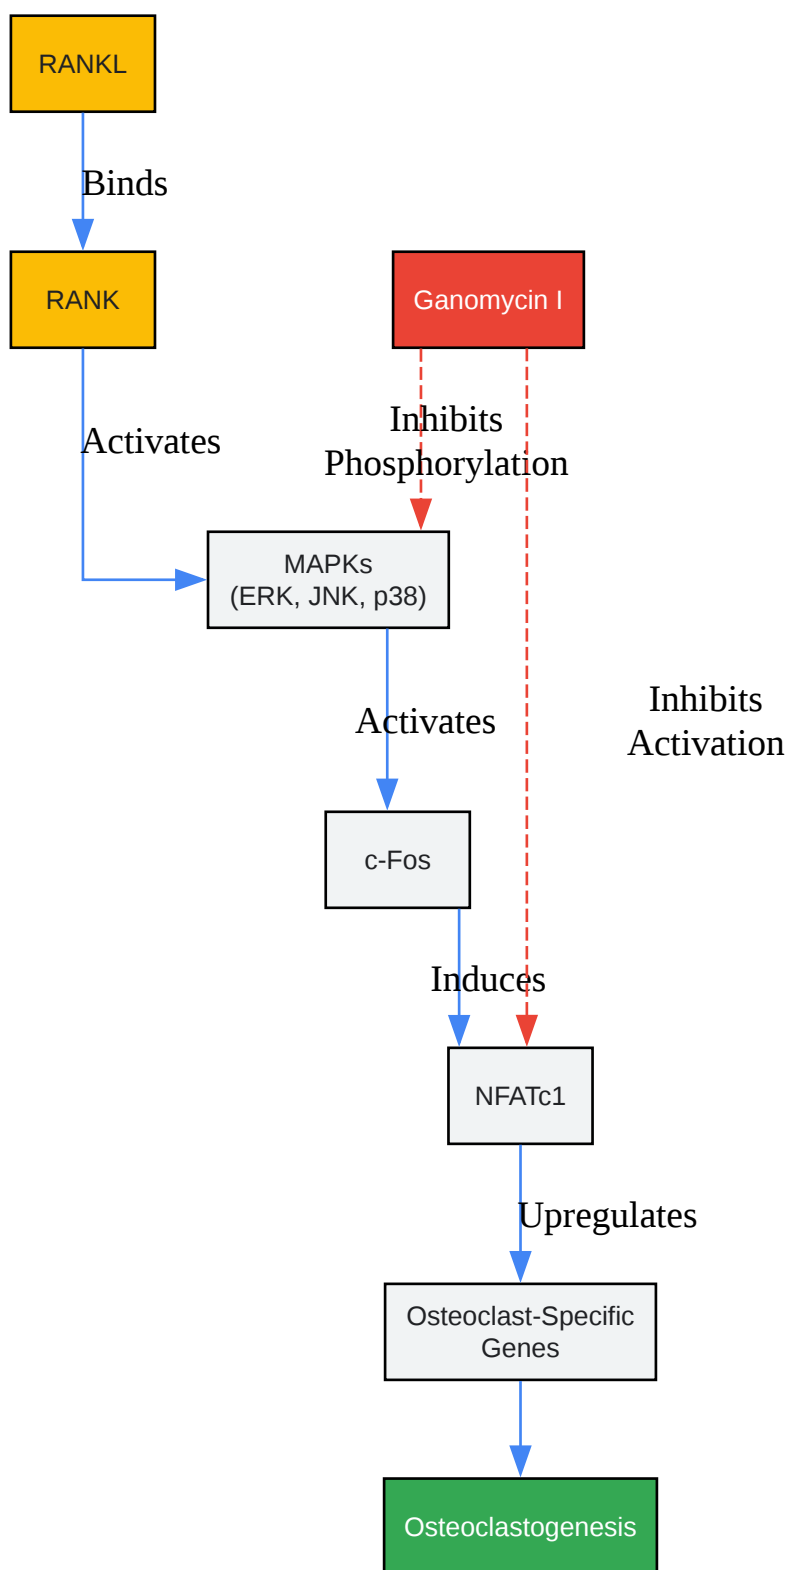 RANKL
Binds
RANK
Ganomycin I
Activates
Inhibits
Phosphorylation
MAPKs
(ERK, JNK, p38)
Activates
Inhibits
Activation
c-Fos
Induces
NFATc1
Upregulates
Osteoclast-Specific
Genes
Osteoclastogenesis